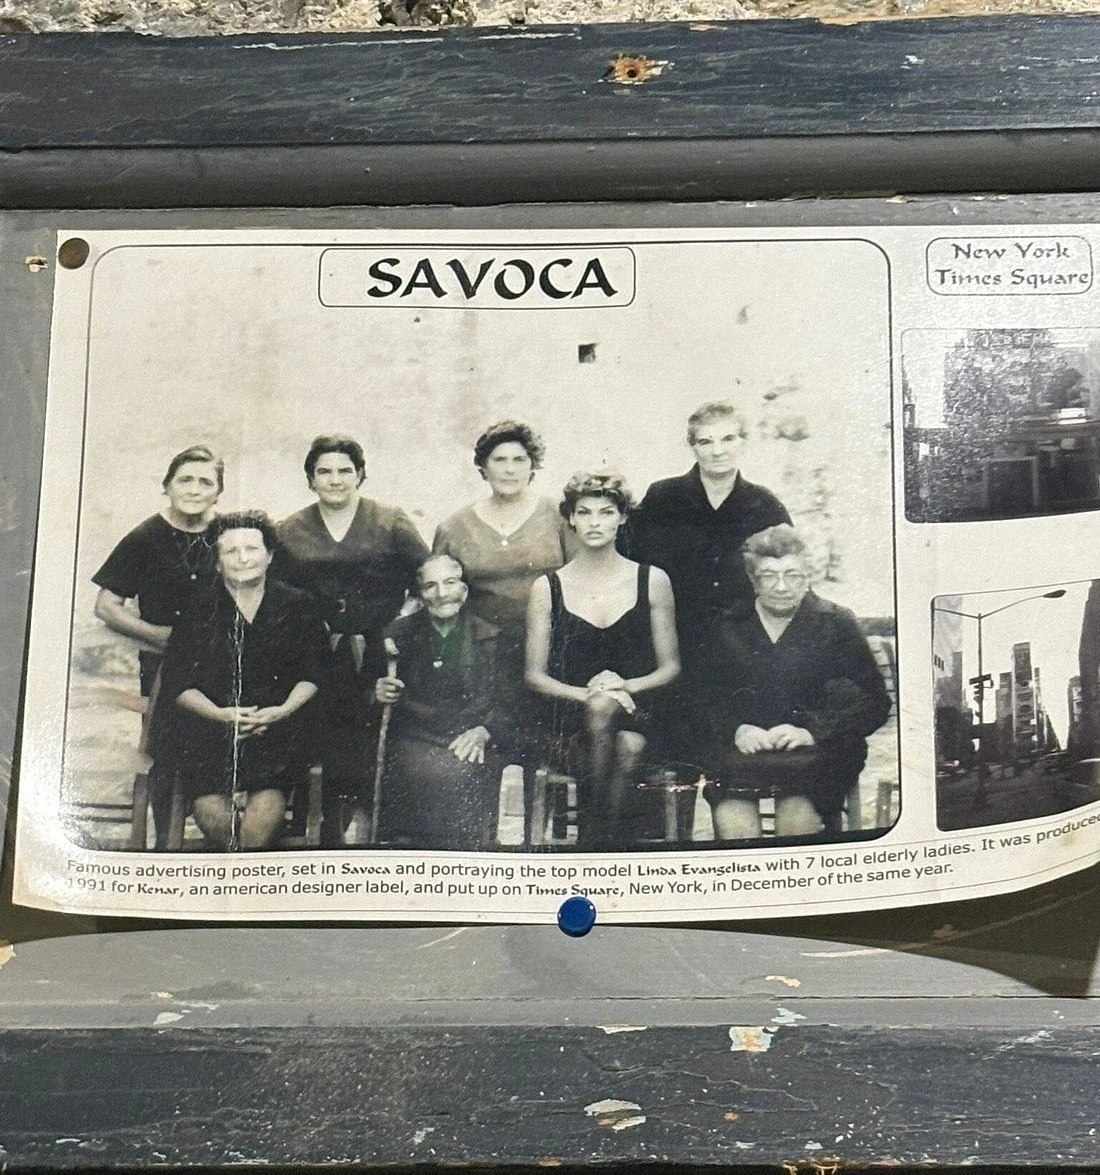 SAVOCA
New York
Times Square
Famous advertising poster, set in Savoca and portraying the top model Linda Evangelista with 7 local elderly ladies. It was produced
1991 for Kenar, an american designer label, and put up on Times Square, New York, in December of the same year.